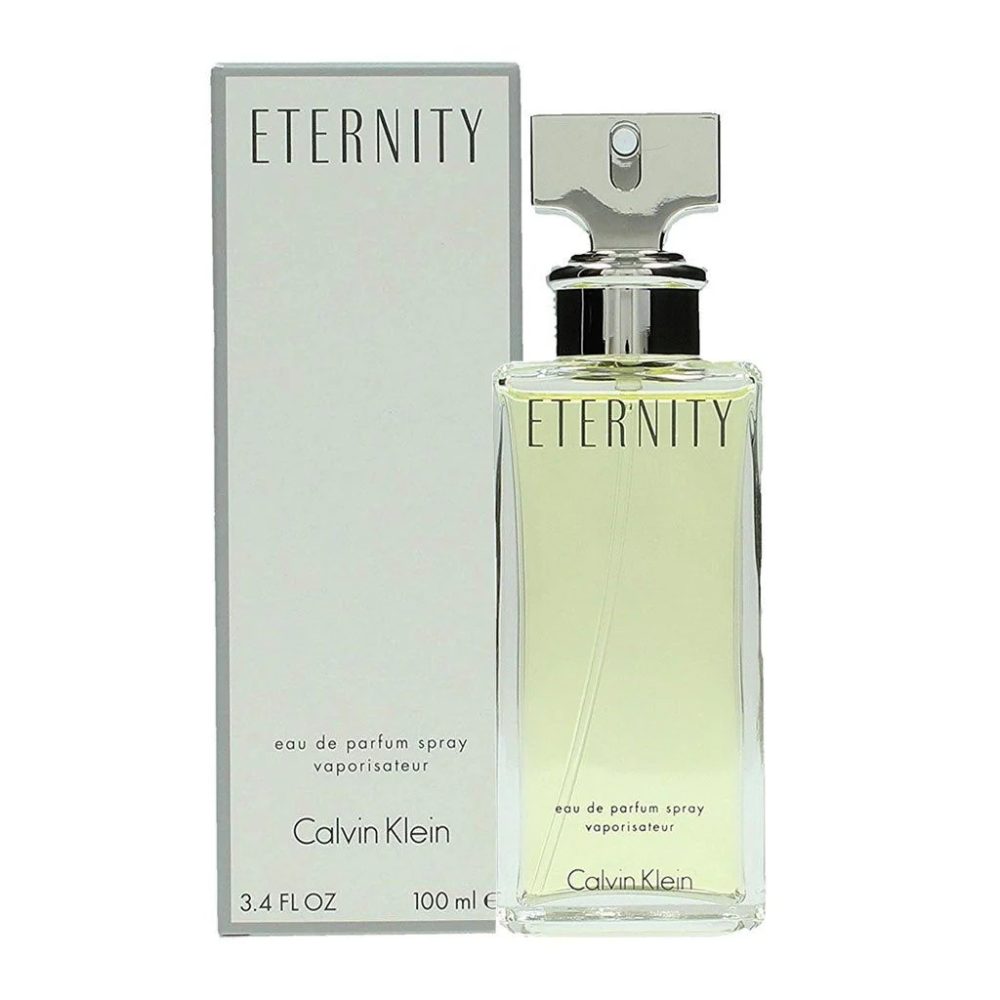 ETERNITY
eau de parfum spray
vaporisateur
Calvin Klein
3.4 FL OZ 100 ml ℮
ETERNITY
eau de parfum spray
vaporisateur
Calvin Klein